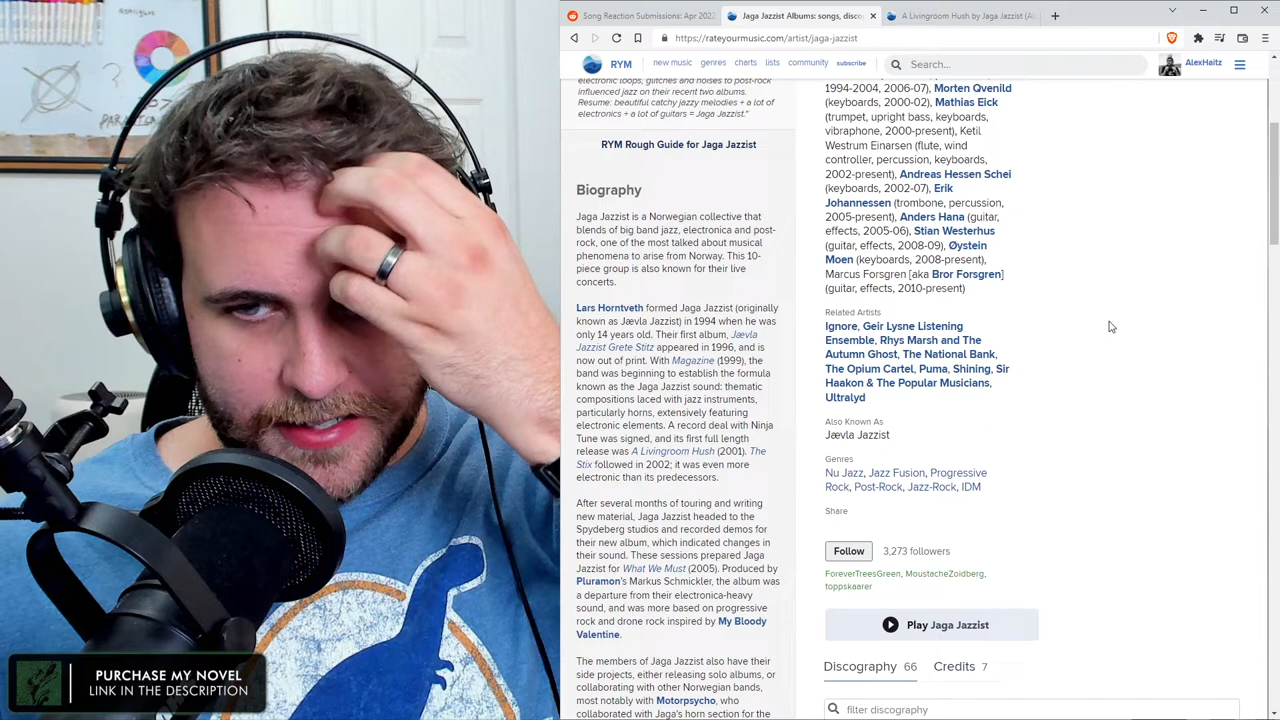 Song Reaction Submissions: Apr 202
Jaga Jazzist Albums: songs, disco
A Livingroom Hush by Jaga Jazzist (Al
https://rateyourmusic.com/artist/jaga-jazzist
RYM
new music genres charts lists community subscribe
Search...
AlexHaitz
electronic loops, glitches and noises to post-rock
influenced jazz on their recent two albums.
Resume: beautiful catchy jazzy melodies + a lot of
electronics + a lot of guitars = Jaga Jazzist."
RYM Rough Guide for Jaga Jazzist
Biography
Jaga Jazzist is a Norwegian collective that
blends of big band jazz, electronica and post-
rock, one of the most talked about musical
phenomena to arise from Norway. This 10-
piece group is also known for their live
concerts.
Lars Horntveth formed Jaga Jazzist (originally
known as Jævla Jazzist) in 1994 when he was
only 14 years old. Their first album, Jævla
Jazzist Grete Stitz appeared in 1996, and is
now out of print. With Magazine (1999), the
band was beginning to establish the formula
known as the Jaga Jazzist sound: thematic
compositions laced with jazz instruments,
particularly horns, extensively featuring
electronic elements. A record deal with Ninja
Tune was signed, and its first full length
release was A Livingroom Hush (2001). The
Stix followed in 2002; it was even more
electronic than its predecessors.
After several months of touring and writing
new material, Jaga Jazzist headed to the
Spydeberg studios and recorded demos for
their new album, which indicated changes in
their sound. These sessions prepared Jaga
Jazzist for What We Must (2005). Produced by
Pluramon's Markus Schmickler, the album was
a departure from their electronica-heavy
sound, and was more based on progressive
rock and drone rock inspired by My Bloody
Valentine.
The members of Jaga Jazzist also have their
side projects, either releasing solo albums, or
collaborating with other Norwegian bands,
most notably with Motorpsycho, who
collaborated with Jaga's horn section for the
1994-2004, 2006-07), Morten Qvenild
(keyboards, 2000-02), Mathias Eick
(trumpet, upright bass, keyboards,
vibraphone, 2000-present), Ketil
Westrum Einarsen (flute, wind
controller, percussion, keyboards,
2002-present), Andreas Hessen Schei
(keyboards, 2002-07), Erik
Johannessen (trombone, percussion,
2005-present), Anders Hana (guitar,
effects, 2005-06), Stian Westerhus
(guitar, effects, 2008-09), Øystein
Moen (keyboards, 2008-present),
Marcus Forsgren [aka Bror Forsgren]
(guitar, effects, 2010-present)
Related Artists
Ignore, Geir Lysne Listening
Ensemble, Rhys Marsh and The
Autumn Ghost, The National Bank,
The Opium Cartel, Puma, Shining, Sir
Haakon & The Popular Musicians,
Ultralyd
Also Known As
Jævla Jazzist
Genres
Nu Jazz, Jazz Fusion, Progressive
Rock, Post-Rock, Jazz-Rock, IDM
Share
Follow 3,273 followers
ForeverTreesGreen, MoustacheZoidberg,
toppskaarer
Play Jaga Jazzist
Discography 66 Credits 7
filter discography
PURCHASE MY NOVEL
LINK IN THE DESCRIPTION